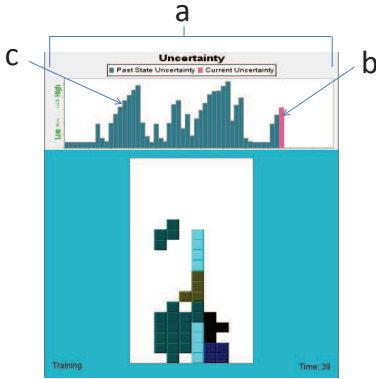 a
Uncertainty
Past State Uncertainty Current Uncertainty
c
b
High
Low
Training
Time: 39